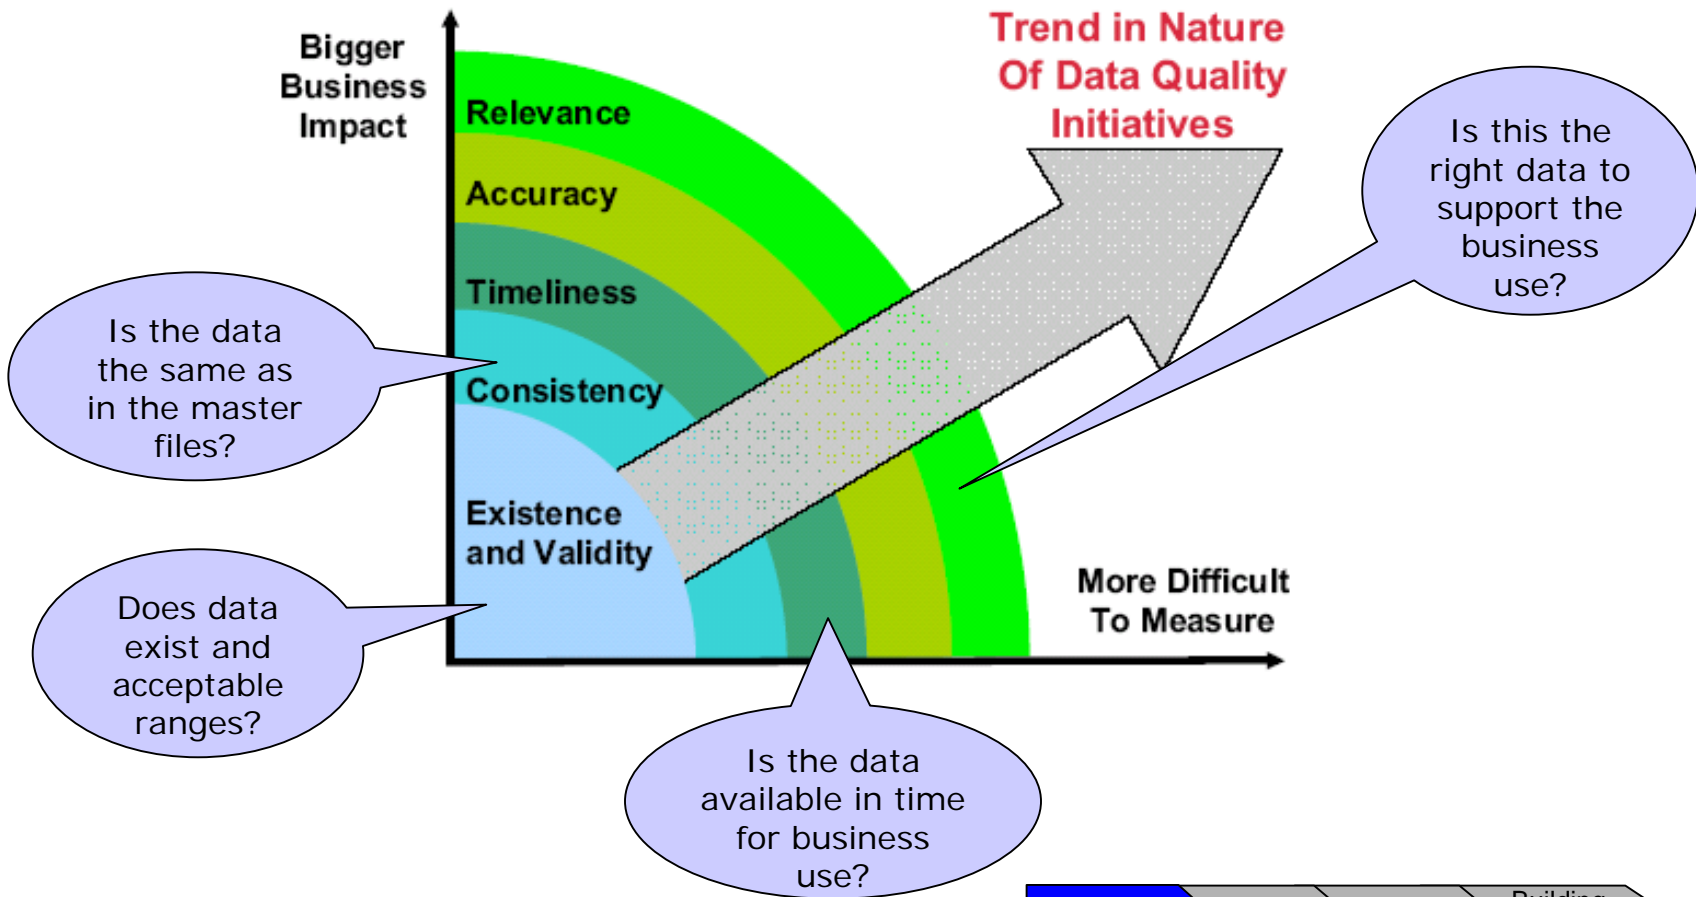 Bigger
Business
Impact
Trend in Nature
Of Data Quality
Initiatives
Relevance
Accuracy
Timeliness
Consistency
Existence
and Validity
More Difficult
To Measure
Is this the
right data to
support the
business
use?
Is the data
the same as
in the master
files?
Does data
exist and
acceptable
ranges?
Is the data
available in time
for business
use?
Building